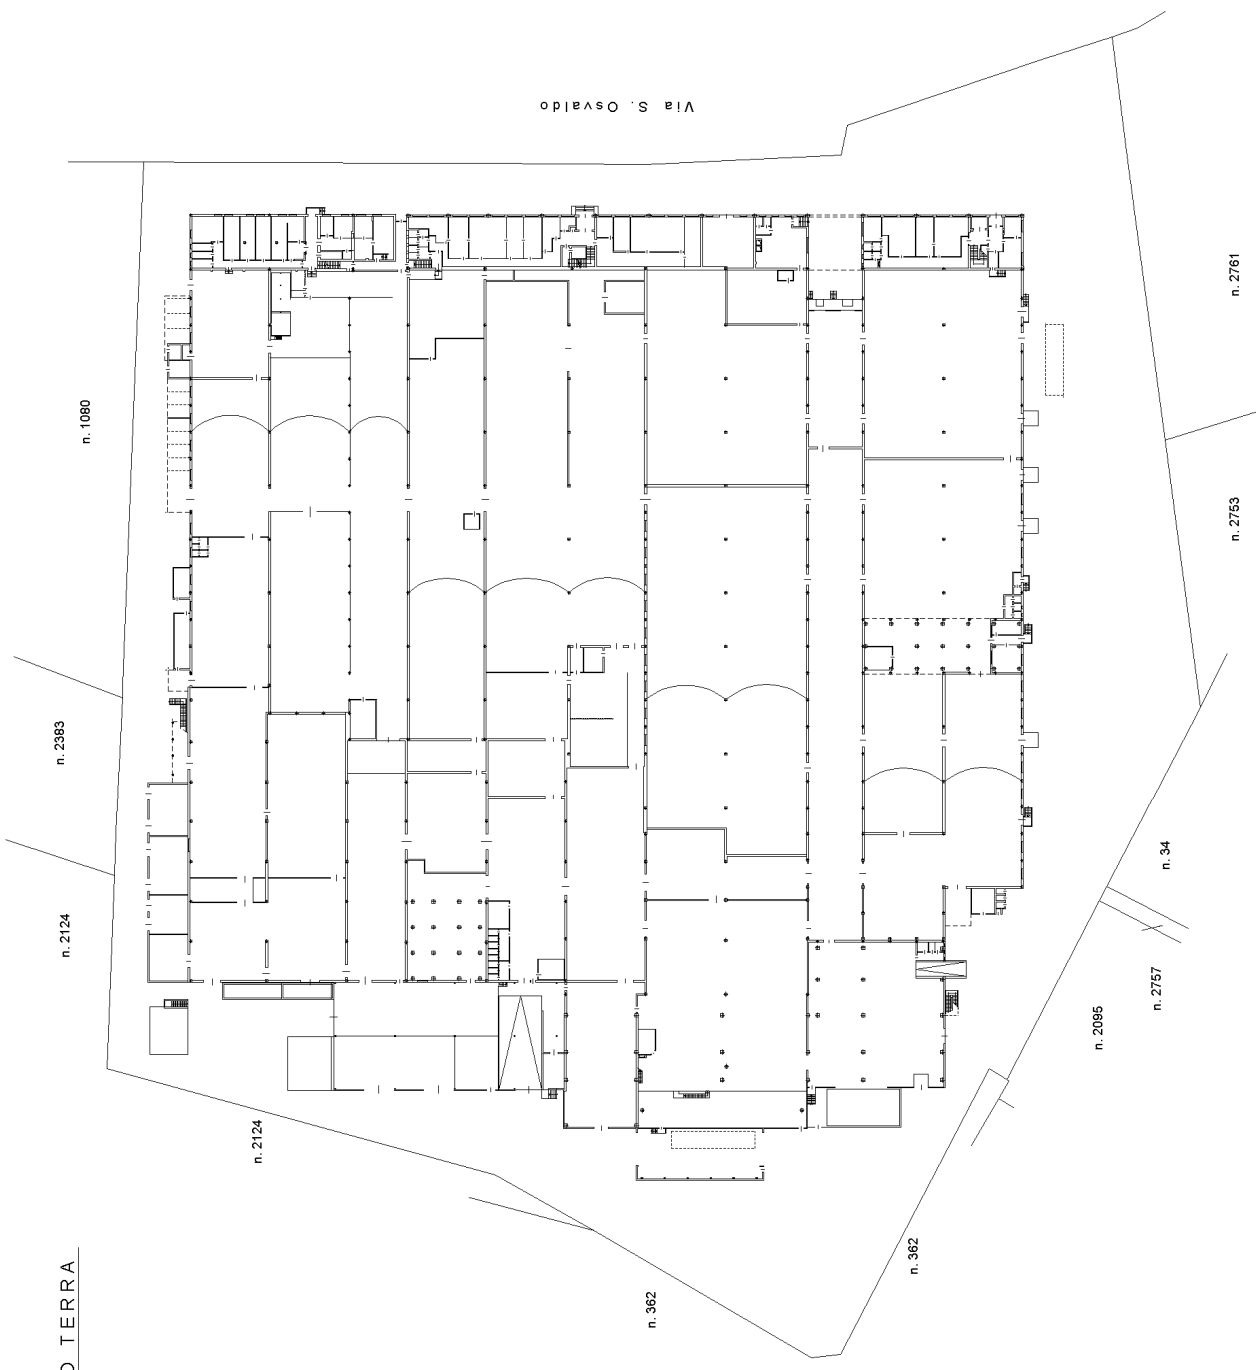 Via S. Osvaldo
n. 2761
n. 1080
n. 2753
n. 2383
n. 34
n. 2124
n. 2757
n. 2095
n. 2124
n. 362
n. 362
O TERRA